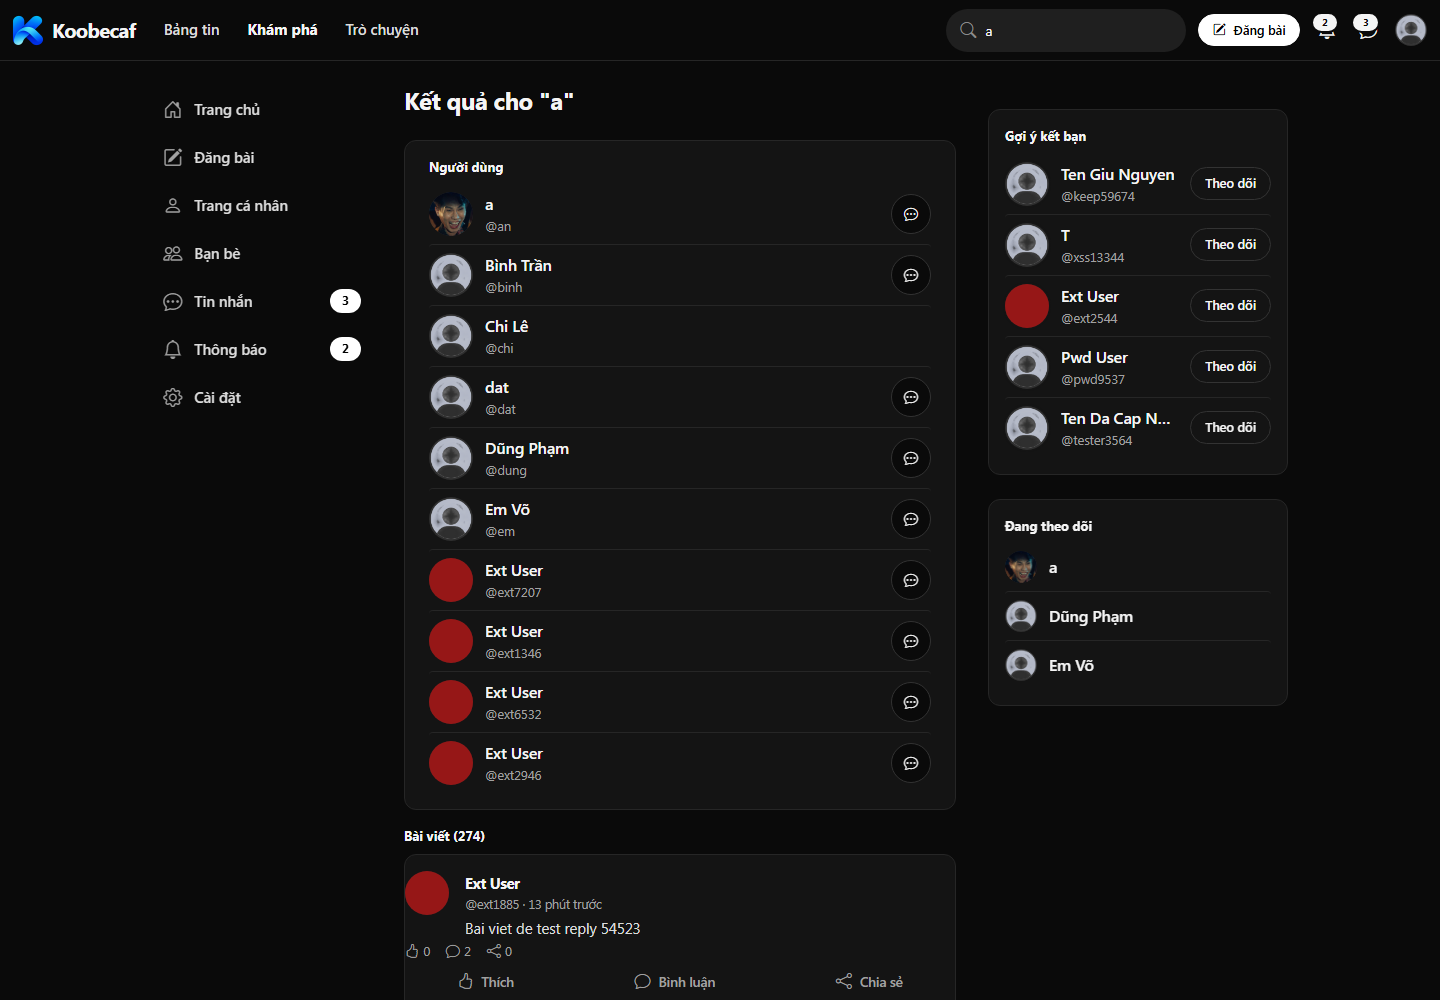 Koobecaf
Bảng tin
Khám phá
Trò chuyện
a
Đăng bài
2
3
Trang chủ
Đăng bài
Trang cá nhân
Bạn bè
Tin nhắn
3
Thông báo
2
Cài đặt
Kết quả cho "a"
Người dùng
a
@an
Bình Trần
@binh
Chi Lê
@chi
dat
@dat
Dũng Phạm
@dung
Em Võ
@em
Ext User
@ext7207
Ext User
@ext1346
Ext User
@ext6532
Ext User
@ext2946
Bài viết (274)
Ext User
@ext1885 · 13 phút trước
Bai viet de test reply 54523
0
2
0
Thích
Bình luận
Chia sẻ
Gợi ý kết bạn
Ten Giu Nguyen
@keep59674
Theo dõi
T
@xss13344
Theo dõi
Ext User
@ext2544
Theo dõi
Pwd User
@pwd9537
Theo dõi
Ten Da Cap N...
@tester3564
Theo dõi
Đang theo dõi
a
Dũng Phạm
Em Võ